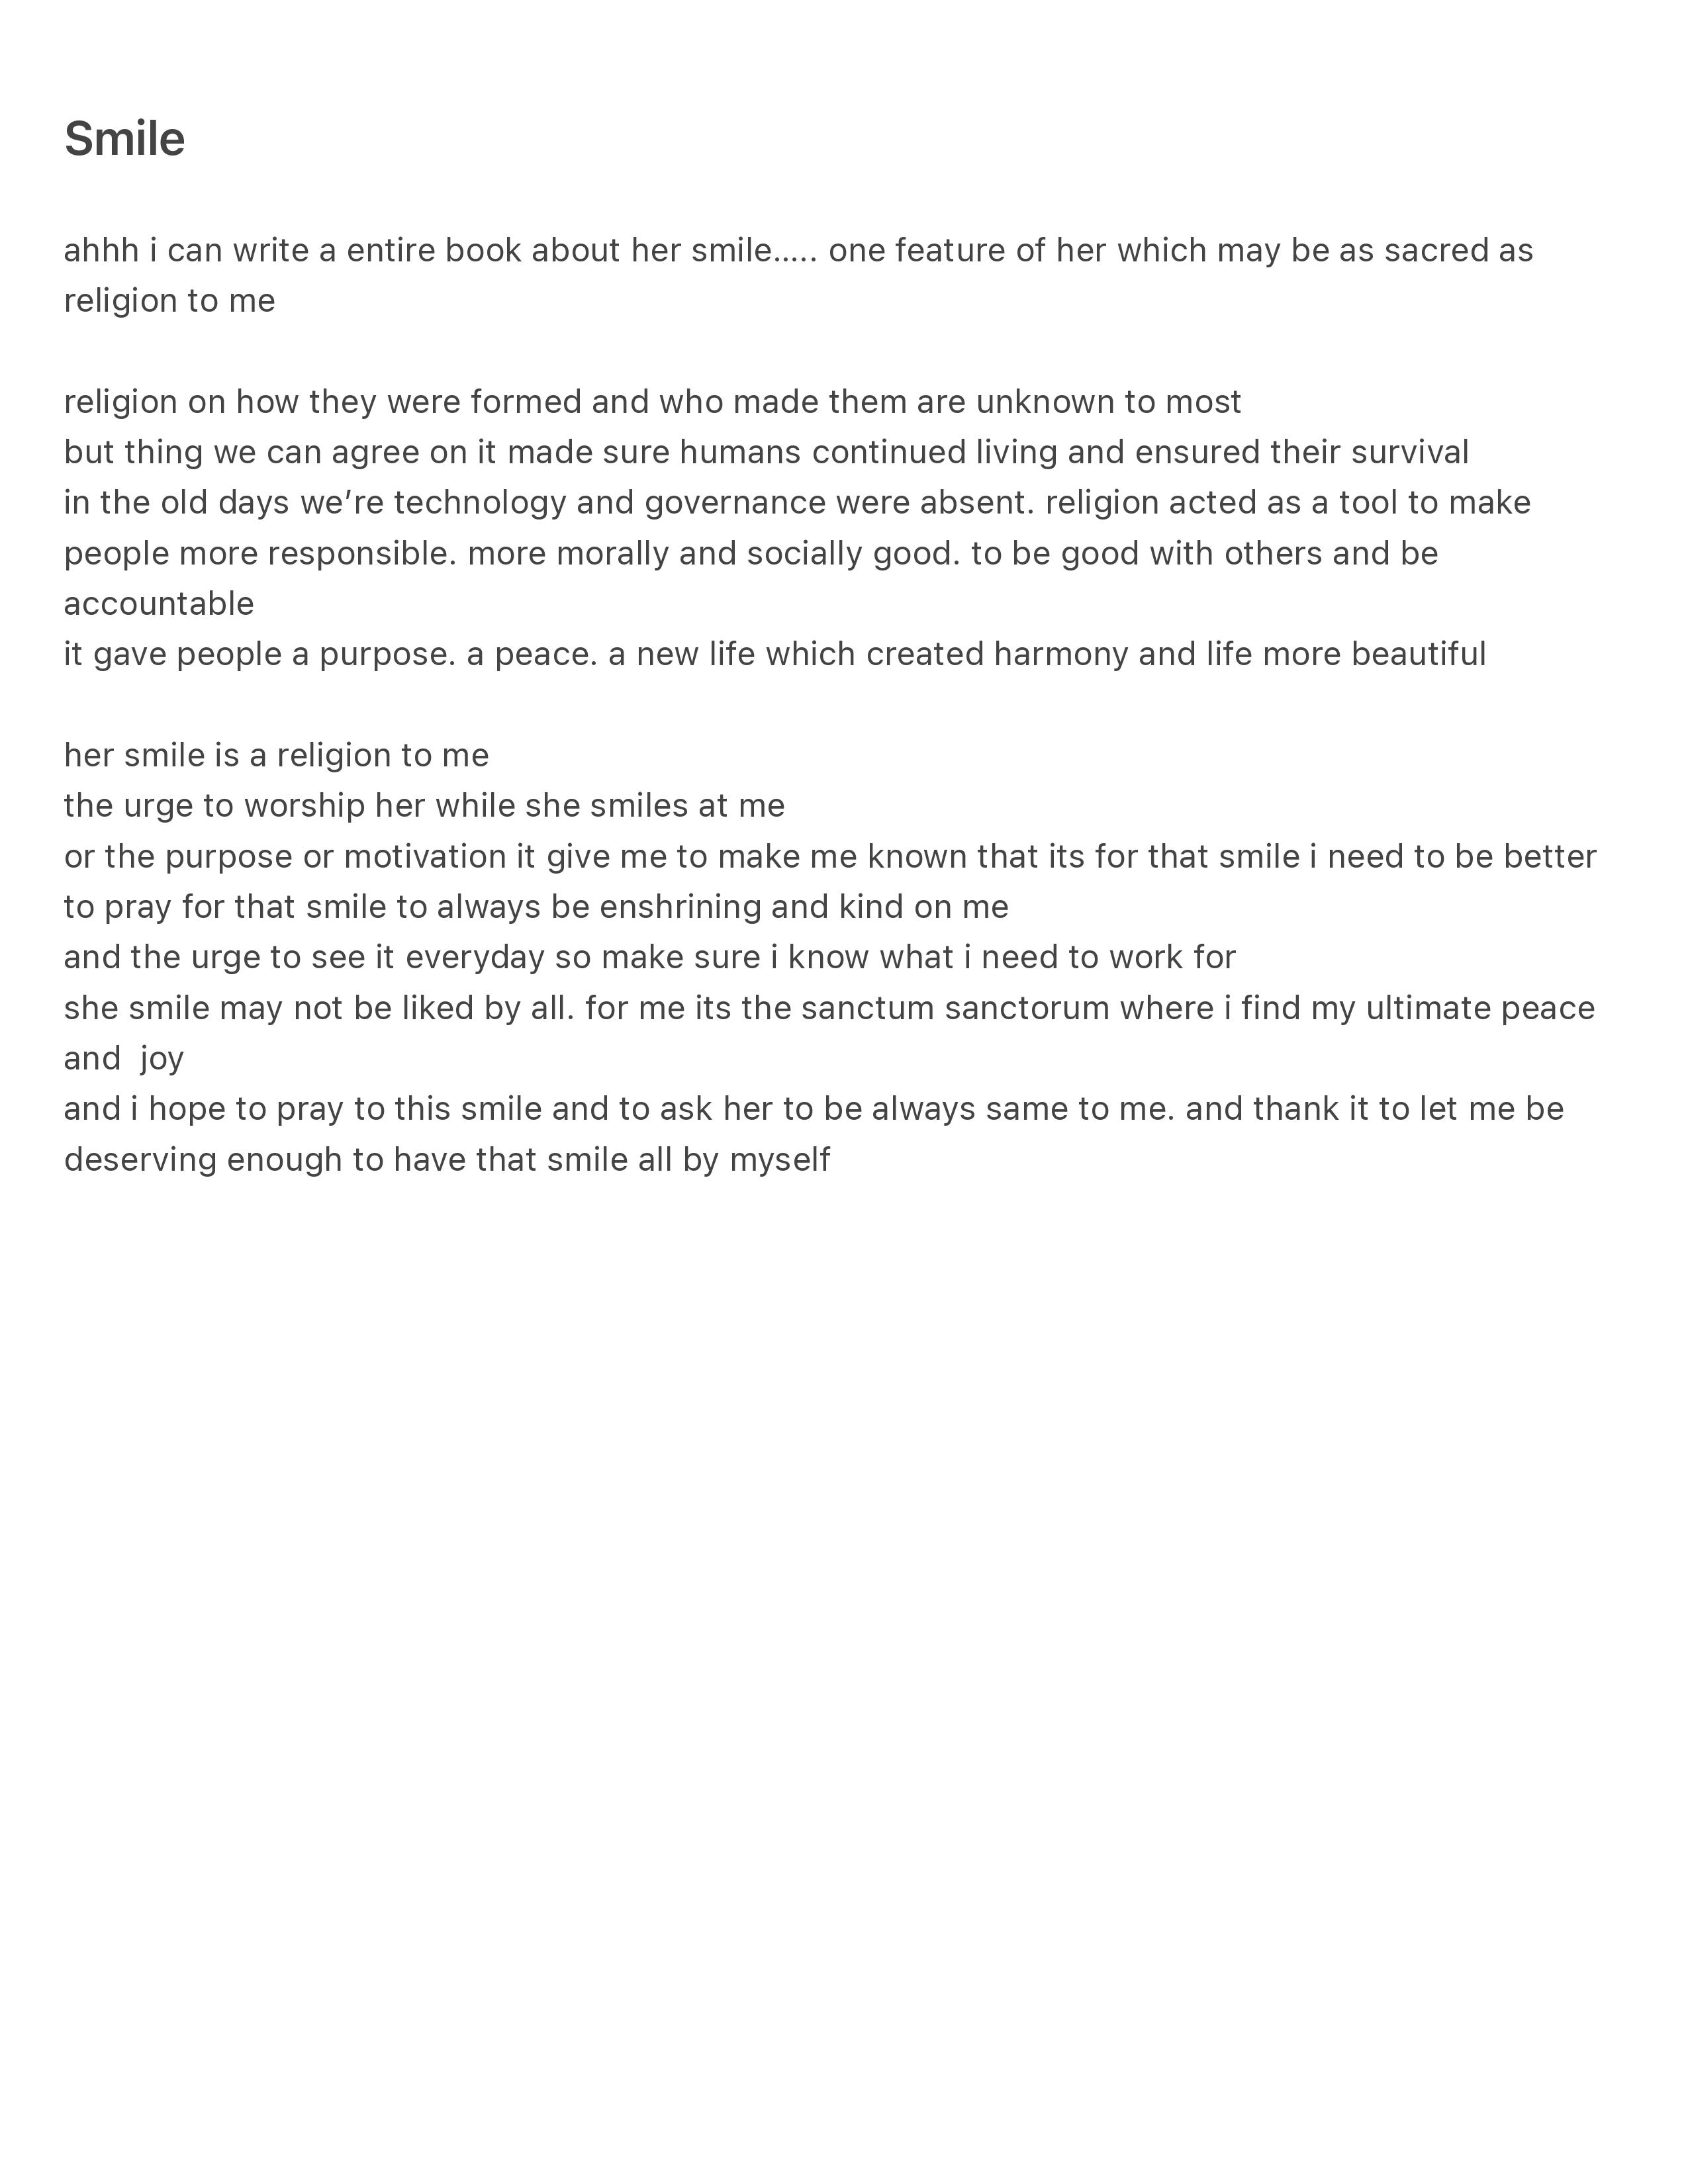 Smile
ahhh i can write a entire book about her smile..... one feature of her which may be as sacred as
religion to me
religion on how they were formed and who made them are unknown to most
but thing we can agree on it made sure humans continued living and ensured their survival
in the old days we’re technology and governance were absent. religion acted as a tool to make
people more responsible. more morally and socially good. to be good with others and be
accountable
it gave people a purpose. a peace. a new life which created harmony and life more beautiful
her smile is a religion to me
the urge to worship her while she smiles at me
or the purpose or motivation it give me to make me known that its for that smile i need to be better
to pray for that smile to always be enshrining and kind on me
and the urge to see it everyday so make sure i know what i need to work for
she smile may not be liked by all. for me its the sanctum sanctorum where i find my ultimate peace
and  joy
and i hope to pray to this smile and to ask her to be always same to me. and thank it to let me be
deserving enough to have that smile all by myself